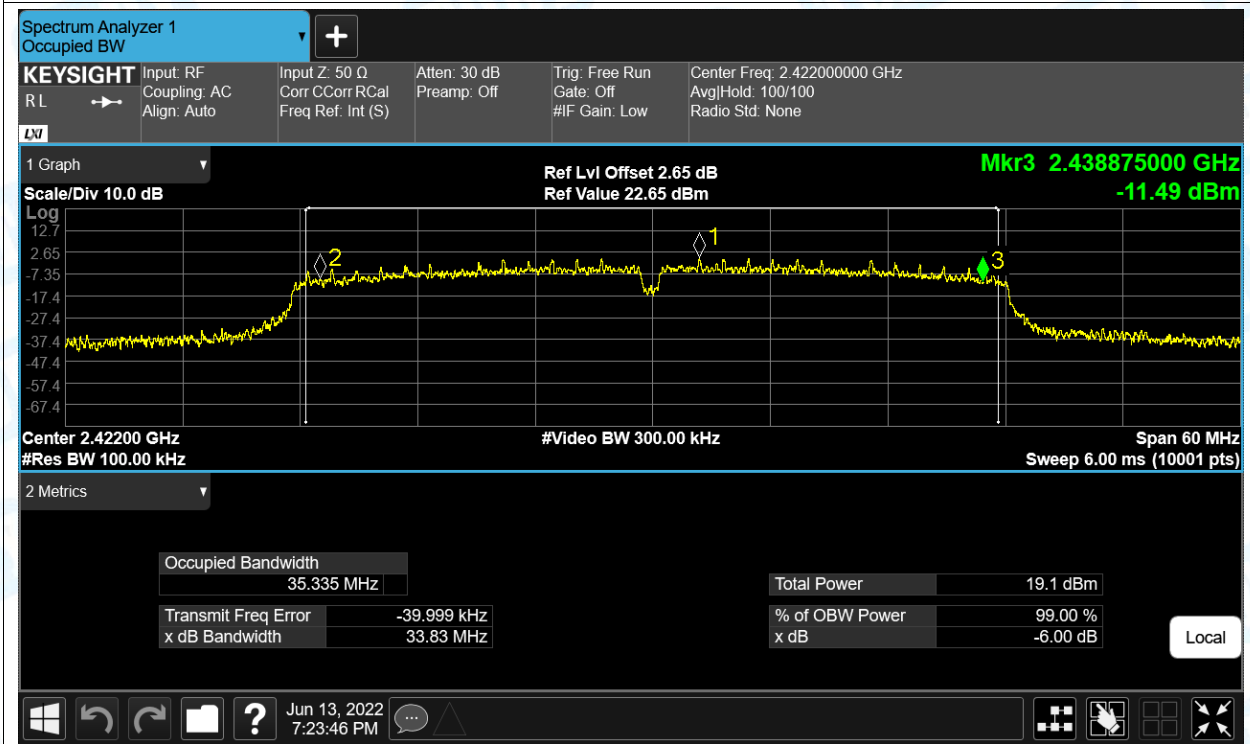 Spectrum Analyzer 1
Occupied BW
+
KEYSIGHT
R L
LXI
Input: RF
Coupling: AC
Align: Auto
Input Z: 50 Ω
Corr CCorr RCal
Freq Ref: Int (S)
Atten: 30 dB
Preamp: Off
Trig: Free Run
Gate: Off
#IF Gain: Low
Center Freq: 2.422000000 GHz
Avg|Hold: 100/100
Radio Std: None
1 Graph
Scale/Div 10.0 dB
Ref Lvl Offset 2.65 dB
Ref Value 22.65 dBm
Mkr3 2.438875000 GHz
-11.49 dBm
Log
12.7
2.65
-7.35
-17.4
-27.4
-37.4
-47.4
-57.4
-67.4
2
1
3
Center 2.42200 GHz
#Video BW 300.00 kHz
Span 60 MHz
#Res BW 100.00 kHz
Sweep 6.00 ms (10001 pts)
2 Metrics
Occupied Bandwidth
35.335 MHz
Total Power 19.1 dBm
Transmit Freq Error -39.999 kHz
% of OBW Power 99.00 %
x dB Bandwidth 33.83 MHz
x dB -6.00 dB
Local
?
Jun 13, 2022
7:23:46 PM